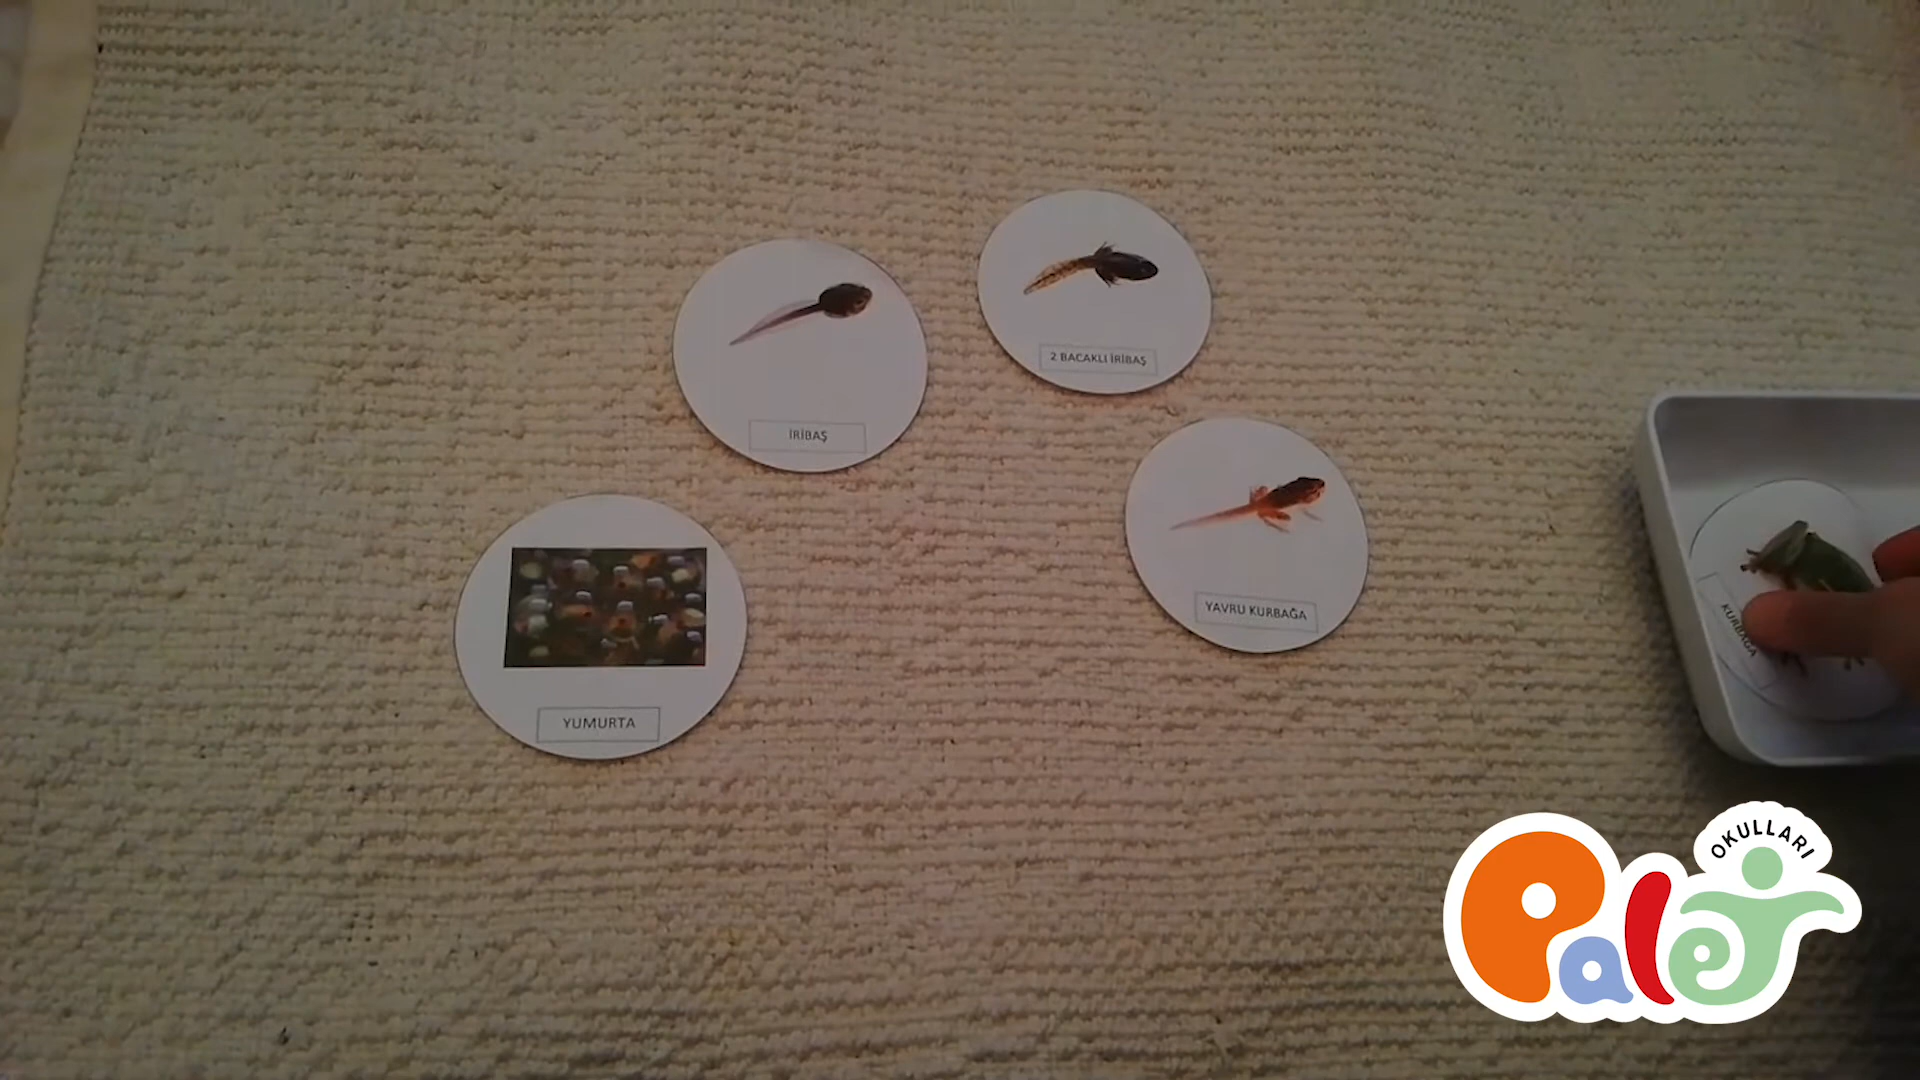 2 BACAKLI İRİBAŞ
İRİBAŞ
YAVRU KURBAĞA
KURBAĞA
YUMURTA
OKULLARI
Palet